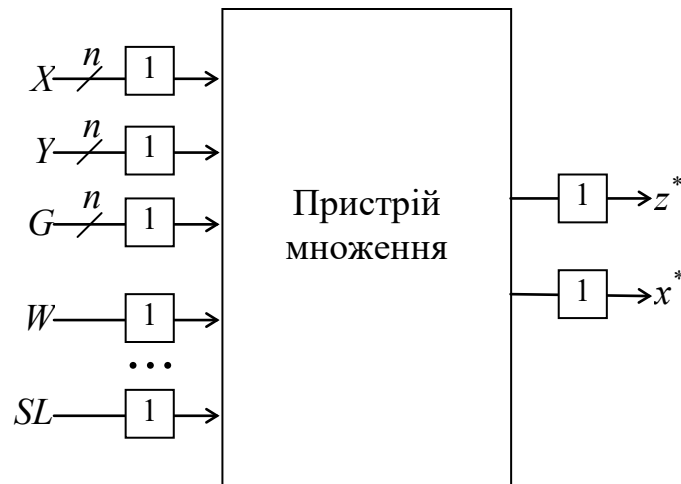 n
X 1
n
Y 1
n
G 1
W 1
...
SL 1
Пристрій
множення
1 z*
1 x*